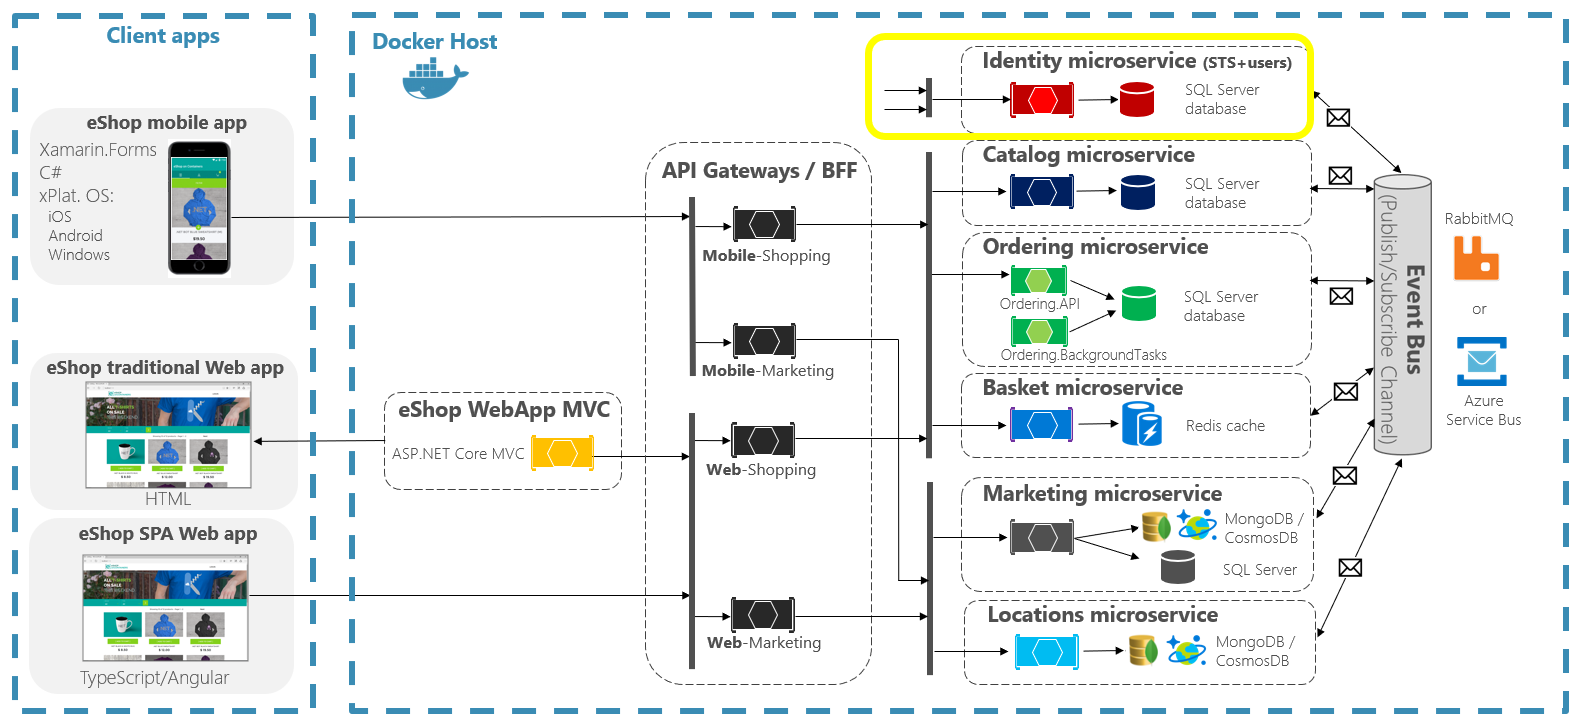 Client apps
eShop mobile app
Xamarin.Forms
C#
xPlat. OS:
iOS
Android
Windows
eShop traditional Web app
HTML
eShop SPA Web app
TypeScript/Angular
Docker Host
eShop WebApp MVC
ASP.NET Core MVC
API Gateways / BFF
Mobile-Shopping
Mobile-Marketing
Web-Shopping
Web-Marketing
Identity microservice (STS+users)
SQL Server
database
Catalog microservice
SQL Server
database
Ordering microservice
Ordering.API
Ordering.BackgroundTasks
SQL Server
database
Basket microservice
Redis cache
Marketing microservice
MongoDB /
CosmosDB
SQL Server
Locations microservice
MongoDB /
CosmosDB
Event Bus
(Publish/Subscribe Channel)
RabbitMQ
or
Azure
Service Bus